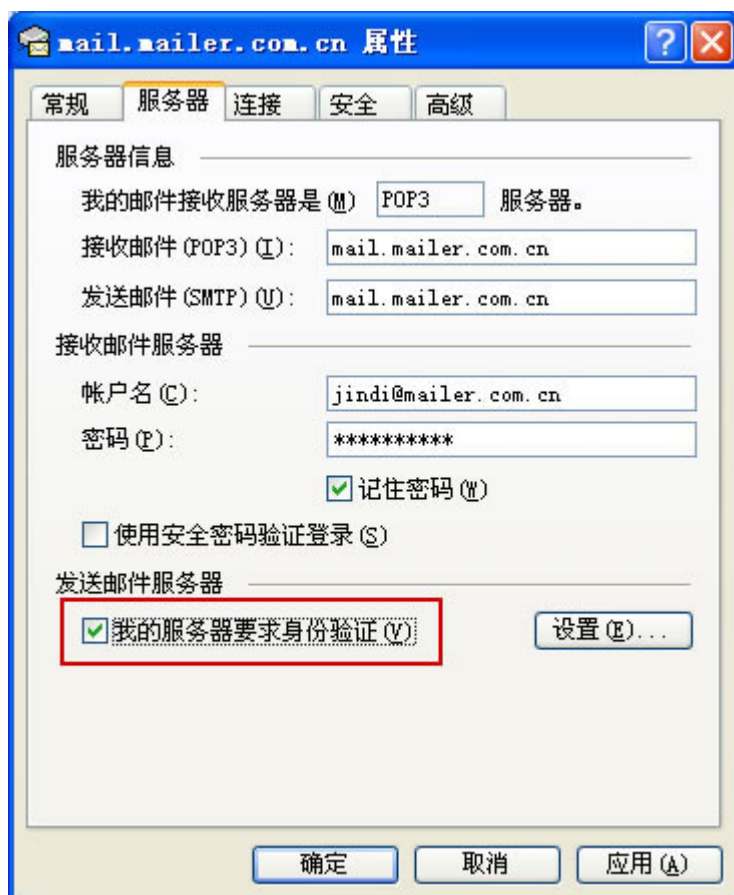 mail.mailer.com.cn 属性
常规 服务器 连接 安全 高级
服务器信息
我的邮件接收服务器是(M) POP3 服务器。
接收邮件(POP3)(I): mail.mailer.com.cn
发送邮件(SMTP)(U): mail.mailer.com.cn
接收邮件服务器
帐户名(C): jindi@mailer.com.cn
密码(P): **********
记住密码(W)
使用安全密码验证登录(S)
发送邮件服务器
我的服务器要求身份验证(V) 设置(E)...
确定 取消 应用(A)